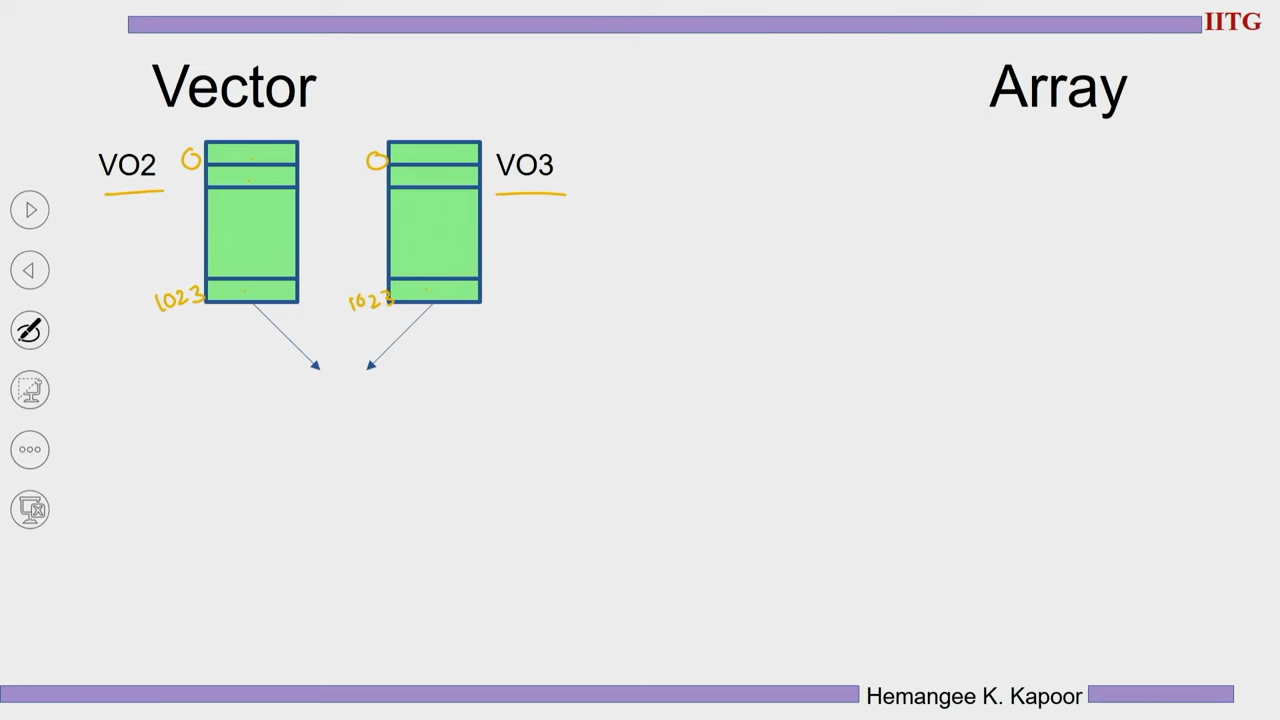 IITG
Vector
Array
VO2
0
0
VO3
1023
1023
Hemangee K. Kapoor